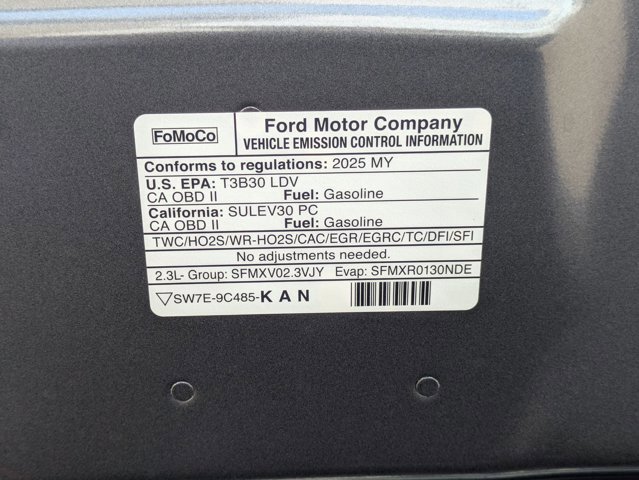 FoMoCo
Ford Motor Company
VEHICLE EMISSION CONTROL INFORMATION
Conforms to regulations: 2025 MY
U.S. EPA: T3B30 LDV
CA OBD II Fuel: Gasoline
California: SULEV30 PC
CA OBD II Fuel: Gasoline
TWC/HO2S/WR-HO2S/CAC/EGR/EGRC/TC/DFI/SFI
No adjustments needed.
2.3L- Group: SFMXV02.3VJY Evap: SFMXR0130NDE
SW7E-9C485-KAN